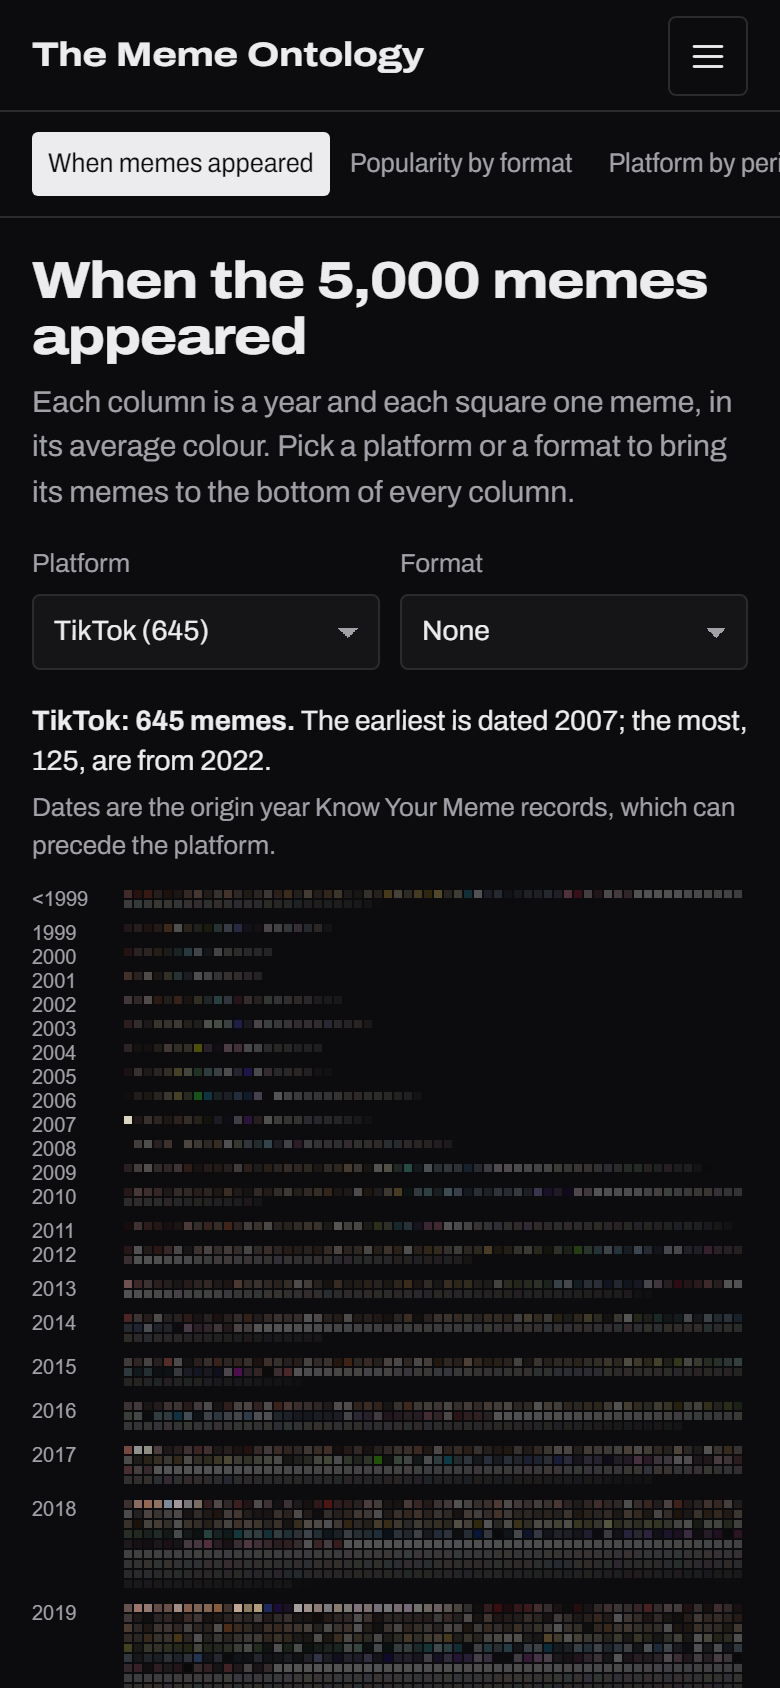 The Meme Ontology
When memes appeared Popularity by format Platform by peri
When the 5,000 memes
appeared
Each column is a year and each square one meme, in
its average colour. Pick a platform or a format to bring
its memes to the bottom of every column.
Platform Format
TikTok (645) None
TikTok: 645 memes. The earliest is dated 2007; the most,
125, are from 2022.
Dates are the origin year Know Your Meme records, which can
precede the platform.
<1999
1999
2000
2001
2002
2003
2004
2005
2006
2007
2008
2009
2010
2011
2012
2013
2014
2015
2016
2017
2018
2019